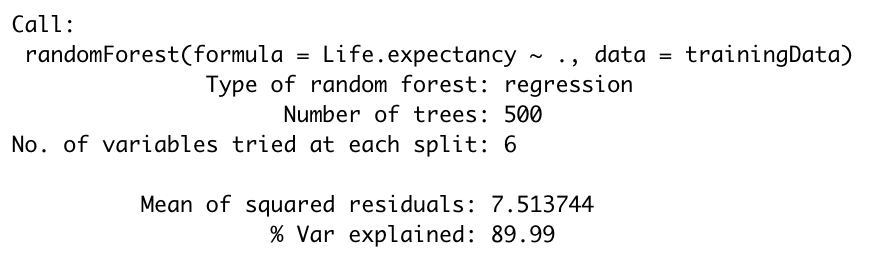 Call:
randomForest(formula = Life.expectancy ~ ., data = trainingData)
Type of random forest: regression
Number of trees: 500
No. of variables tried at each split: 6
Mean of squared residuals: 7.513744
% Var explained: 89.99